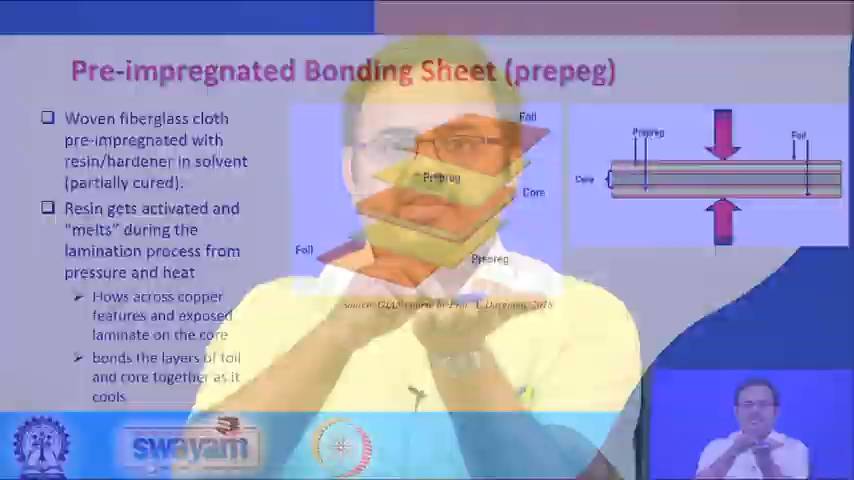 Pre-impregnated Bonding Sheet (prepeg)
Woven fiberglass cloth
pre-impregnated with
resin/hardener in solvent
(partially cured).
Resin gets activated and
"melts" during the
lamination process from
pressure and heat
Flows across copper
features and exposed
laminate on the core
bonds the layers of foil
and core together as it
cools
Foil
Prepreg
Core
Foil
Prepreg
Prepreg
Foil
Core
swayam